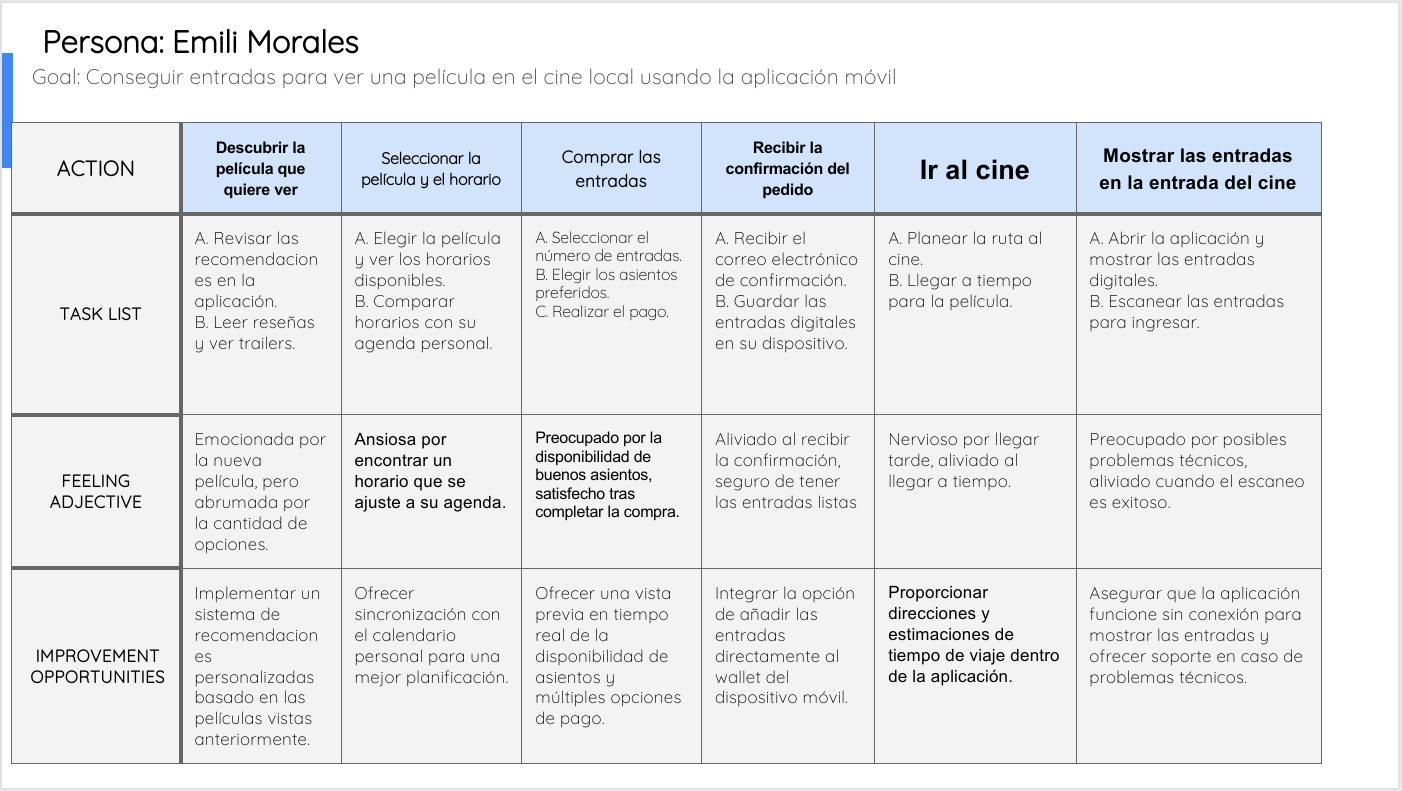 Persona: Emili Morales
Goal: Conseguir entradas para ver una película en el cine local usando la aplicación móvil
ACTION
Descubrir la
película que
quiere ver
Seleccionar la
película y el horario
Comprar las
entradas
Recibir la
confirmación del
pedido
Ir al cine
Mostrar las entradas
en la entrada del cine
TASK LIST
A. Revisar las
recomendacion
es en la
aplicación.
B. Leer reseñas
y ver trailers.
A. Elegir la película
y ver los horarios
disponibles.
B. Comparar
horarios con su
agenda personal.
A. Seleccionar el
número de entradas.
B. Elegir los asientos
preferidos.
C. Realizar el pago.
A. Recibir el
correo electrónico
de confirmación.
B. Guardar las
entradas digitales
en su dispositivo.
A. Planear la ruta al
cine.
B. Llegar a tiempo
para la película.
A. Abrir la aplicación y
mostrar las entradas
digitales.
B. Escanear las entradas
para ingresar.
FEELING
ADJECTIVE
Emocionada por
la nueva
película, pero
abrumada por
la cantidad de
opciones.
Ansiosa por
encontrar un
horario que se
ajuste a su agenda.
Preocupado por la
disponibilidad de
buenos asientos,
satisfecho tras
completar la compra.
Aliviado al recibir
la confirmación,
seguro de tener
las entradas listas
Nervioso por llegar
tarde, aliviado al
llegar a tiempo.
Preocupado por posibles
problemas técnicos,
aliviado cuando el escaneo
es exitoso.
IMPROVEMENT
OPPORTUNITIES
Implementar un
sistema de
recomendacion
es
personalizadas
basado en las
películas vistas
anteriormente.
Ofrecer
sincronización con
el calendario
personal para una
mejor planificación.
Ofrecer una vista
previa en tiempo
real de la
disponibilidad de
asientos y
múltiples opciones
de pago.
Integrar la opción
de añadir las
entradas
directamente al
wallet del
dispositivo móvil.
Proporcionar
direcciones y
estimaciones de
tiempo de viaje dentro
de la aplicación.
Asegurar que la aplicación
funcione sin conexión para
mostrar las entradas y
ofrecer soporte en caso de
problemas técnicos.